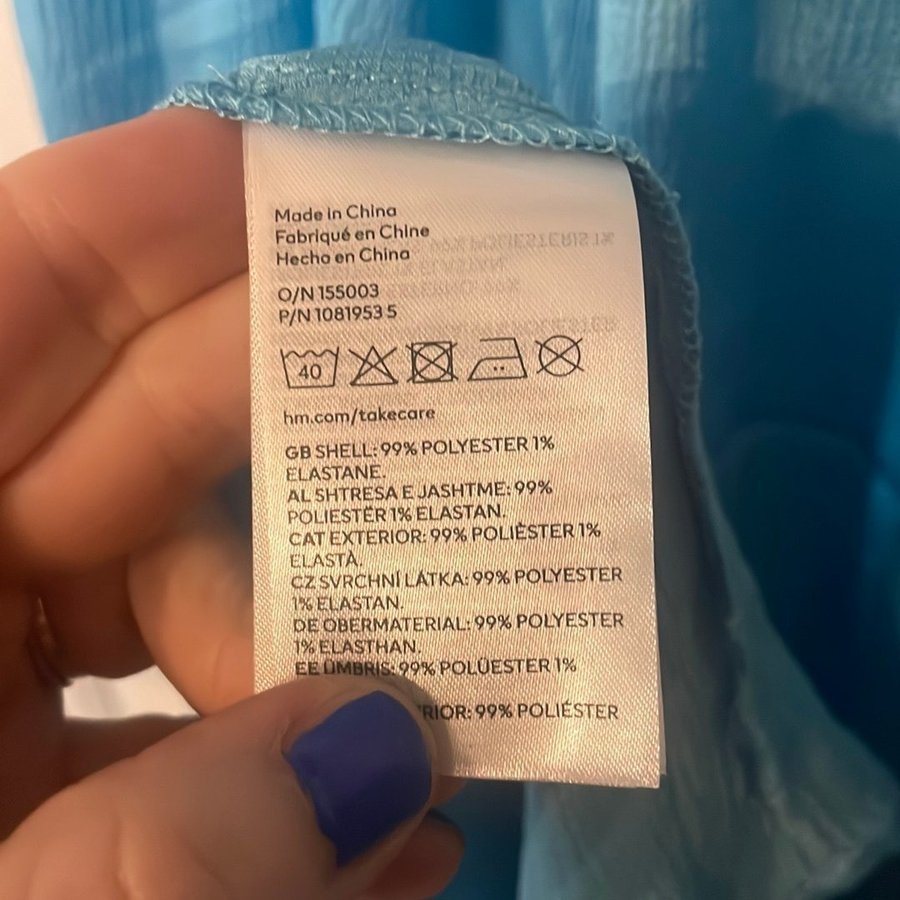 Made in China
Fabriqué en Chine
Hecho en China
O/N 155003
P/N 1081953 5
40
hm.com/takecare
GB SHELL: 99% POLYESTER 1%
ELASTANE.
AL SHTRESA E JASHTME: 99%
POLIESTËR 1% ELASTAN.
CAT EXTERIOR: 99% POLIÈSTER 1%
ELASTÀ.
CZ SVRCHNÍ LÁTKA: 99% POLYESTER
1% ELASTAN.
DE OBERMATERIAL: 99% POLYESTER
1% ELASTHAN.
EE ÜMBRIS: 99% POLÜESTER 1%
RIOR: 99% POLIÉSTER